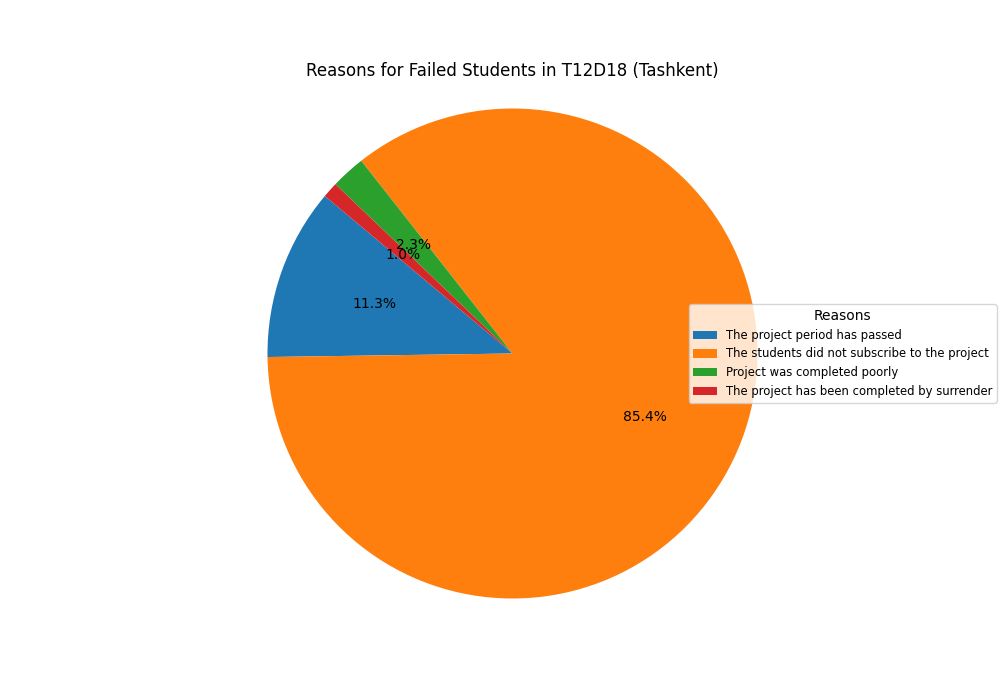 Reasons for Failed Students in T12D18 (Tashkent)
2.3%
1.0%
11.3%
Reasons
The project period has passed
The students did not subscribe to the project
Project was completed poorly
The project has been completed by surrender
85.4%